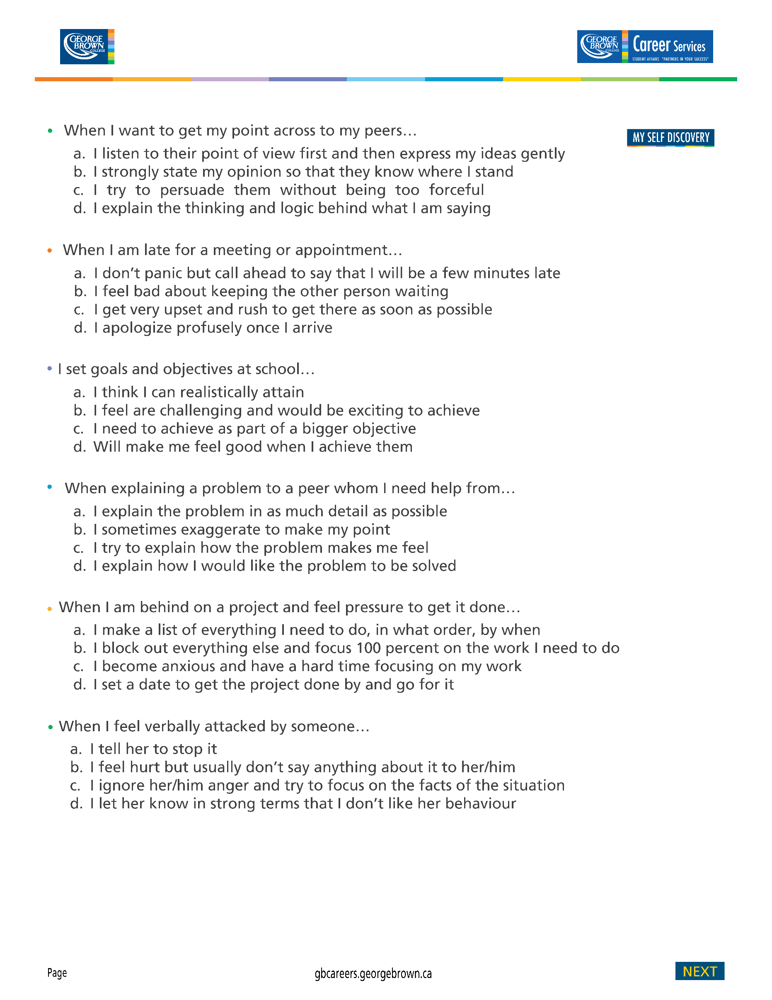 GEORGE
BROWN
COLLEGE
GEORGE
BROWN
COLLEGE
Career Services
STUDENT AFFAIRS "PARTNERS IN YOUR SUCCESS"
MY SELF DISCOVERY
• When I want to get my point across to my peers…
a. I listen to their point of view first and then express my ideas gently
b. I strongly state my opinion so that they know where I stand
c. I try to persuade them without being too forceful
d. I explain the thinking and logic behind what I am saying
• When I am late for a meeting or appointment…
a. I don’t panic but call ahead to say that I will be a few minutes late
b. I feel bad about keeping the other person waiting
c. I get very upset and rush to get there as soon as possible
d. I apologize profusely once I arrive
• I set goals and objectives at school…
a. I think I can realistically attain
b. I feel are challenging and would be exciting to achieve
c. I need to achieve as part of a bigger objective
d. Will make me feel good when I achieve them
• When explaining a problem to a peer whom I need help from…
a. I explain the problem in as much detail as possible
b. I sometimes exaggerate to make my point
c. I try to explain how the problem makes me feel
d. I explain how I would like the problem to be solved
• When I am behind on a project and feel pressure to get it done…
a. I make a list of everything I need to do, in what order, by when
b. I block out everything else and focus 100 percent on the work I need to do
c. I become anxious and have a hard time focusing on my work
d. I set a date to get the project done by and go for it
• When I feel verbally attacked by someone…
a. I tell her to stop it
b. I feel hurt but usually don’t say anything about it to her/him
c. I ignore her/him anger and try to focus on the facts of the situation
d. I let her know in strong terms that I don’t like her behaviour
Page
gbcareers.georgebrown.ca
NEXT